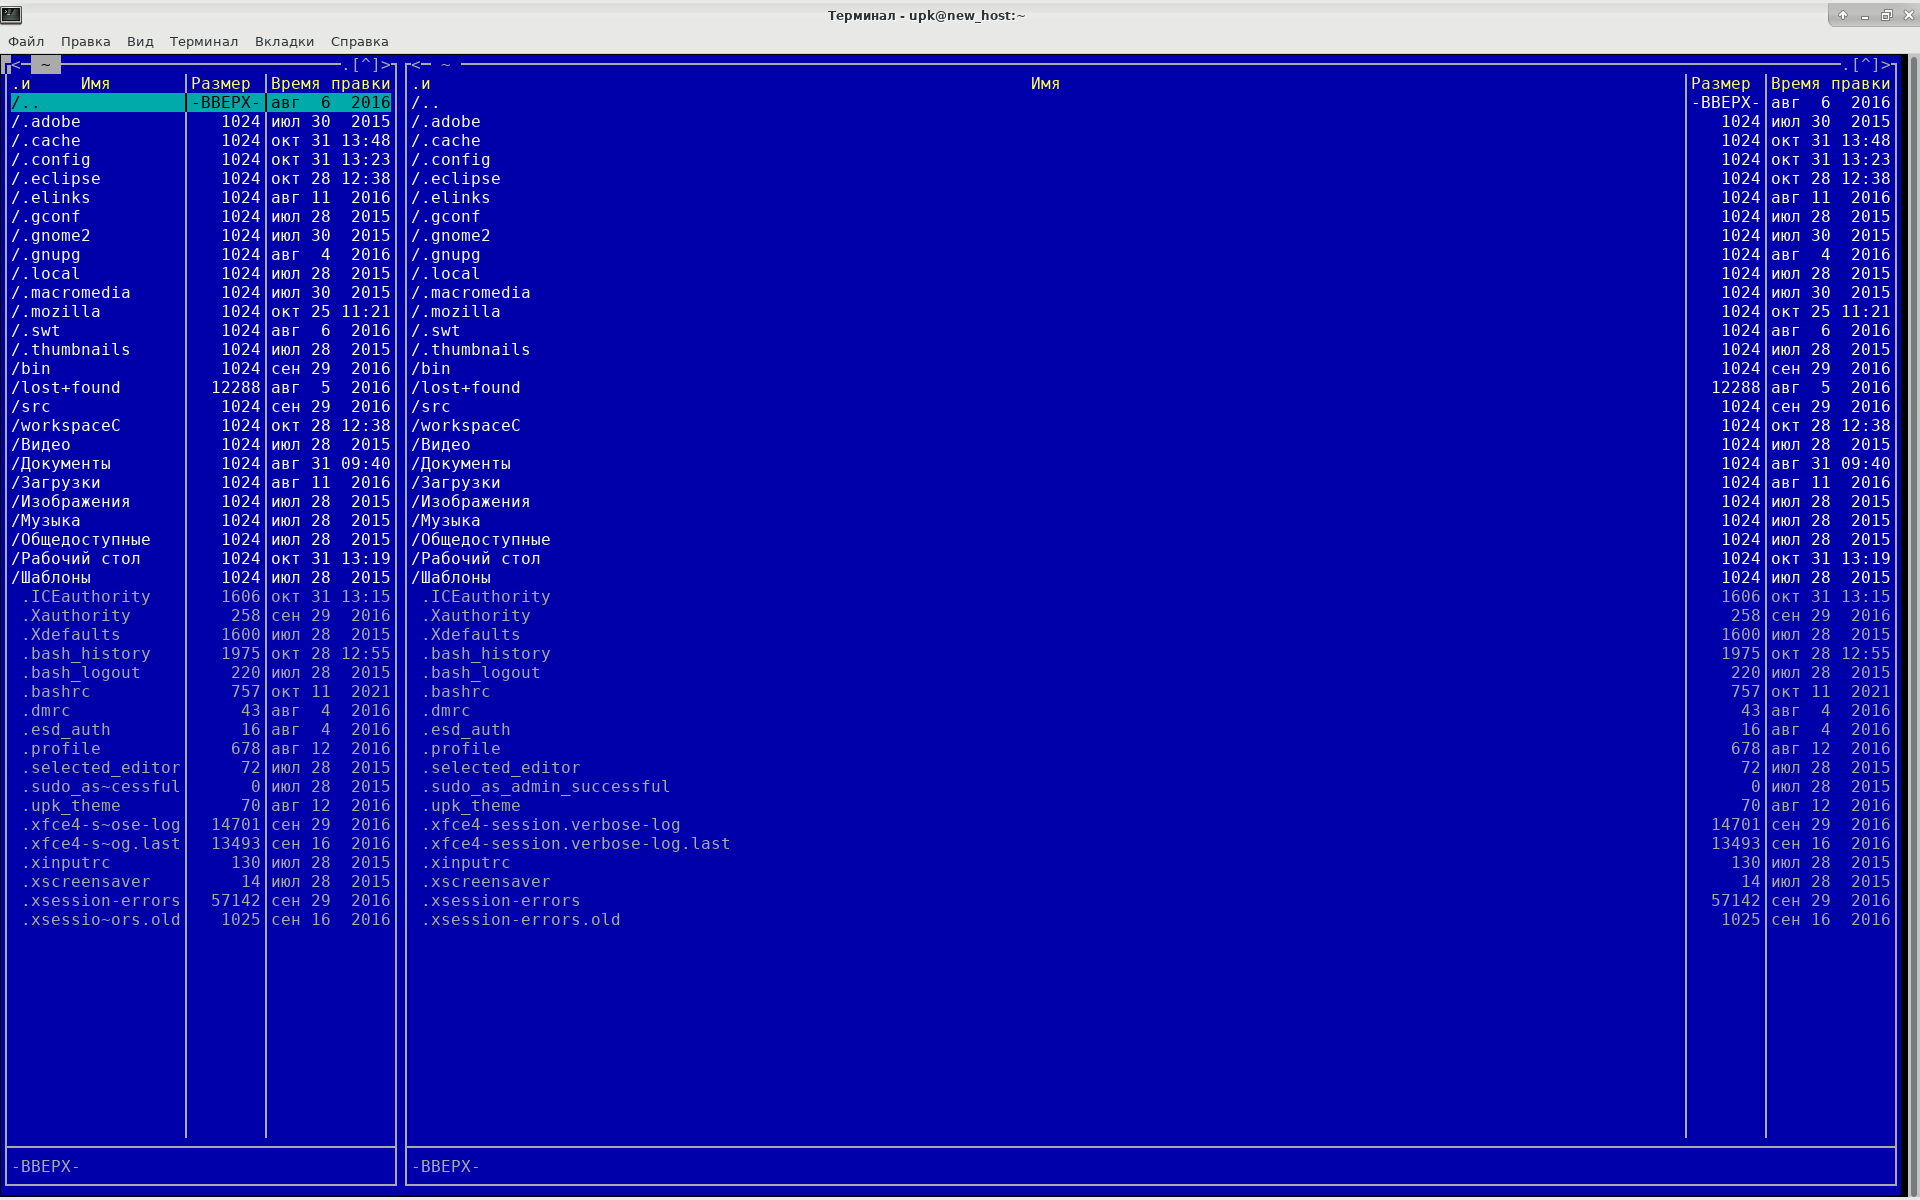 Терминал - upk@new_host:~
Файл Правка Вид Терминал Вкладки Справка
<─ ~ .[^]> <─ ~ .[^]>
.и Имя Размер Время правки .и Имя Размер Время правки
/.. -ВВЕРХ- авг 6 2016 /.. -ВВЕРХ- авг 6 2016
/.adobe 1024 июл 30 2015 /.adobe 1024 июл 30 2015
/.cache 1024 окт 31 13:48 /.cache 1024 окт 31 13:48
/.config 1024 окт 31 13:23 /.config 1024 окт 31 13:23
/.eclipse 1024 окт 28 12:38 /.eclipse 1024 окт 28 12:38
/.elinks 1024 авг 11 2016 /.elinks 1024 авг 11 2016
/.gconf 1024 июл 28 2015 /.gconf 1024 июл 28 2015
/.gnome2 1024 июл 30 2015 /.gnome2 1024 июл 30 2015
/.gnupg 1024 авг 4 2016 /.gnupg 1024 авг 4 2016
/.local 1024 июл 28 2015 /.local 1024 июл 28 2015
/.macromedia 1024 июл 30 2015 /.macromedia 1024 июл 30 2015
/.mozilla 1024 окт 25 11:21 /.mozilla 1024 окт 25 11:21
/.swt 1024 авг 6 2016 /.swt 1024 авг 6 2016
/.thumbnails 1024 июл 28 2015 /.thumbnails 1024 июл 28 2015
/bin 1024 сен 29 2016 /bin 1024 сен 29 2016
/lost+found 12288 авг 5 2016 /lost+found 12288 авг 5 2016
/src 1024 сен 29 2016 /src 1024 сен 29 2016
/workspaceC 1024 окт 28 12:38 /workspaceC 1024 окт 28 12:38
/Видео 1024 июл 28 2015 /Видео 1024 июл 28 2015
/Документы 1024 авг 31 09:40 /Документы 1024 авг 31 09:40
/Загрузки 1024 авг 11 2016 /Загрузки 1024 авг 11 2016
/Изображения 1024 июл 28 2015 /Изображения 1024 июл 28 2015
/Музыка 1024 июл 28 2015 /Музыка 1024 июл 28 2015
/Общедоступные 1024 июл 28 2015 /Общедоступные 1024 июл 28 2015
/Рабочий стол 1024 окт 31 13:19 /Рабочий стол 1024 окт 31 13:19
/Шаблоны 1024 июл 28 2015 /Шаблоны 1024 июл 28 2015
.ICEauthority 1606 окт 31 13:15 .ICEauthority 1606 окт 31 13:15
.Xauthority 258 сен 29 2016 .Xauthority 258 сен 29 2016
.Xdefaults 1600 июл 28 2015 .Xdefaults 1600 июл 28 2015
.bash_history 1975 окт 28 12:55 .bash_history 1975 окт 28 12:55
.bash_logout 220 июл 28 2015 .bash_logout 220 июл 28 2015
.bashrc 757 окт 11 2021 .bashrc 757 окт 11 2021
.dmrc 43 авг 4 2016 .dmrc 43 авг 4 2016
.esd_auth 16 авг 4 2016 .esd_auth 16 авг 4 2016
.profile 678 авг 12 2016 .profile 678 авг 12 2016
.selected_editor 72 июл 28 2015 .selected_editor 72 июл 28 2015
.sudo_as~cessful 0 июл 28 2015 .sudo_as_admin_successful 0 июл 28 2015
.upk_theme 70 авг 12 2016 .upk_theme 70 авг 12 2016
.xfce4-s~ose-log 14701 сен 29 2016 .xfce4-session.verbose-log 14701 сен 29 2016
.xfce4-s~og.last 13493 сен 16 2016 .xfce4-session.verbose-log.last 13493 сен 16 2016
.xinputrc 130 июл 28 2015 .xinputrc 130 июл 28 2015
.xscreensaver 14 июл 28 2015 .xscreensaver 14 июл 28 2015
.xsession-errors 57142 сен 29 2016 .xsession-errors 57142 сен 29 2016
.xsessio~ors.old 1025 сен 16 2016 .xsession-errors.old 1025 сен 16 2016
-ВВЕРХ- -ВВЕРХ-